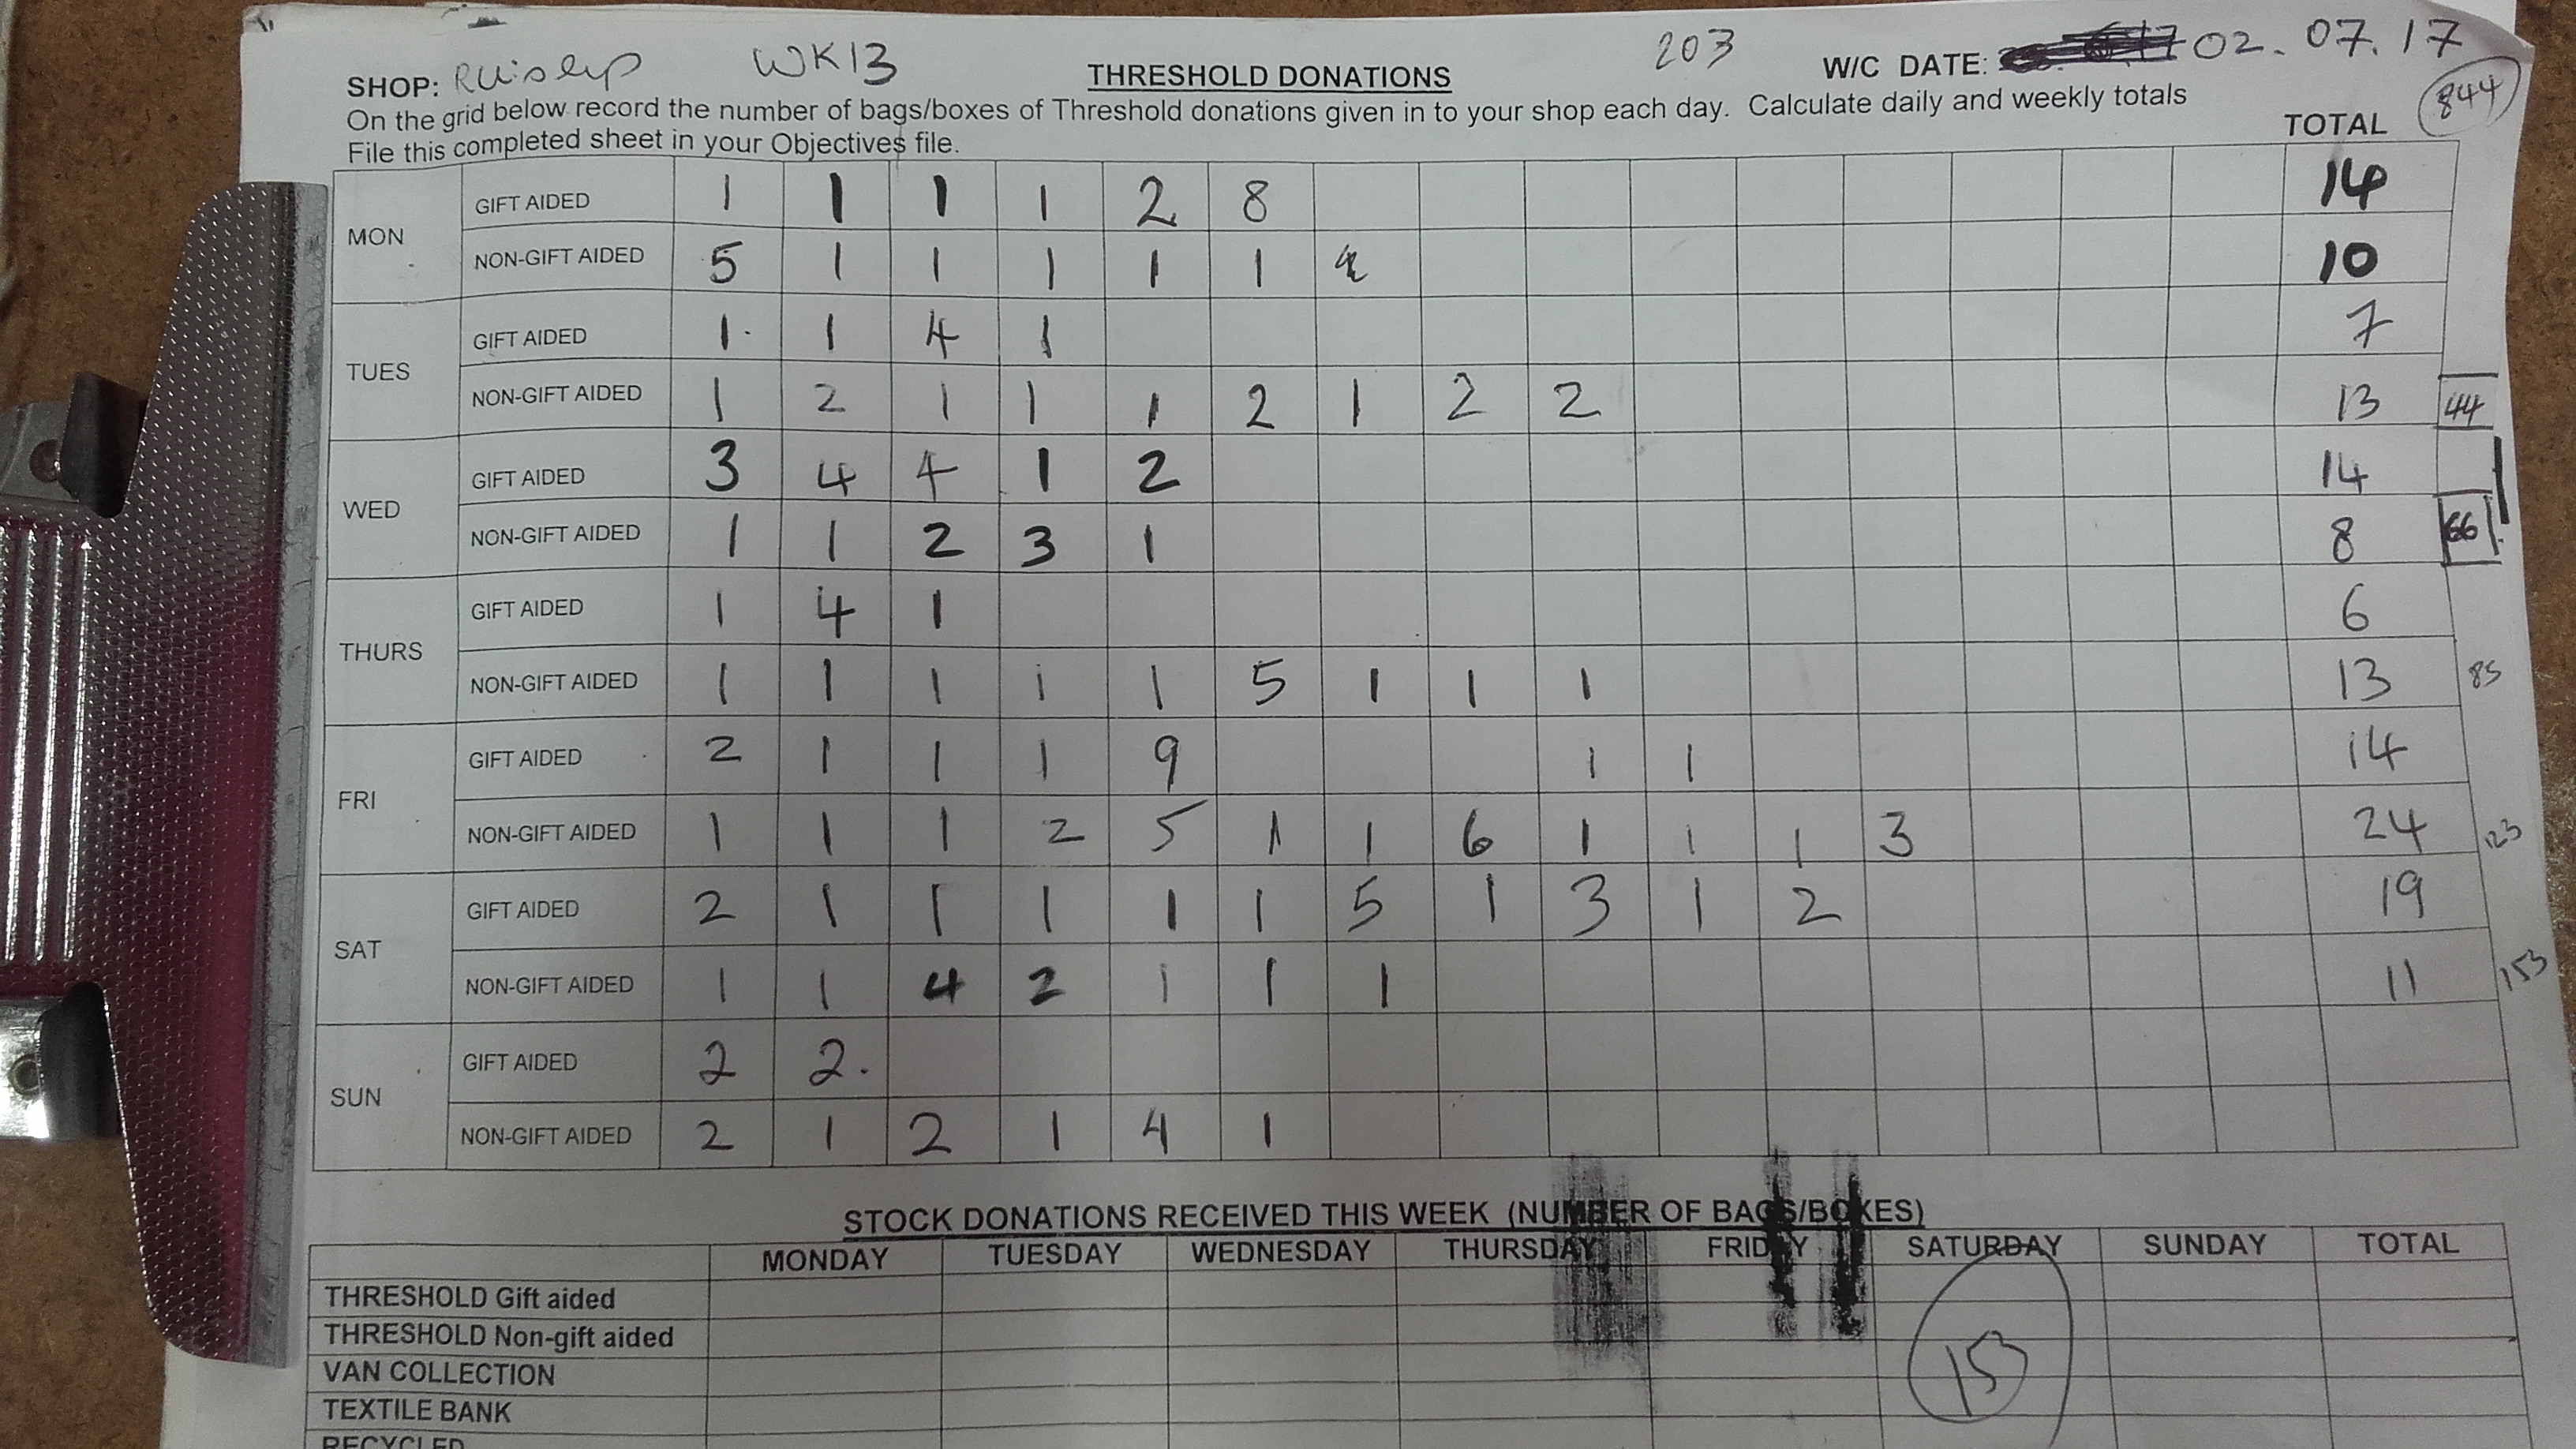 SHOP: Ruislip WK13 THRESHOLD DONATIONS 203 W/C DATE: 02.07.17
On the grid below record the number of bags/boxes of Threshold donations given in to your shop each day. Calculate daily and weekly totals 844
File this completed sheet in your Objectives file. TOTAL
MON GIFT AIDED 1 1 1 1 2 8 14
NON-GIFT AIDED 5 1 1 1 1 1 10
TUES GIFT AIDED 1. 1 4 1 7
NON-GIFT AIDED 1 2 1 1 1 2 1 2 2 13 44
WED GIFT AIDED 3 4 4 1 2 14
NON-GIFT AIDED 1 1 2 3 1 8 66
THURS GIFT AIDED 1 4 1 6
NON-GIFT AIDED 1 1 1 1 1 5 1 1 1 13 85
FRI GIFT AIDED 2 1 1 1 9 1 1 14
NON-GIFT AIDED 1 1 1 2 5 1 1 6 1 1 1 3 24 123
SAT GIFT AIDED 2 1 1 1 1 1 5 1 3 1 2 19
NON-GIFT AIDED 1 1 4 2 1 1 1 11 153
SUN GIFT AIDED 2 2.
NON-GIFT AIDED 2 1 2 1 4 1
STOCK DONATIONS RECEIVED THIS WEEK (NUMBER OF BAGS/BOXES)
MONDAY TUESDAY WEDNESDAY THURSDAY FRIDAY SATURDAY SUNDAY TOTAL
THRESHOLD Gift aided
THRESHOLD Non-gift aided
VAN COLLECTION
TEXTILE BANK
RECYCLED